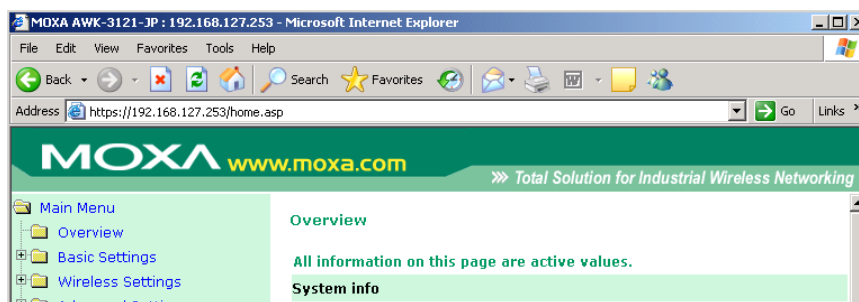 MOXA AWK-3121-JP : 192.168.127.253 - Microsoft Internet Explorer
File Edit View Favorites Tools Help
Back Search Favorites
Address https://192.168.127.253/home.asp Go Links
MOXA www.moxa.com
Total Solution for Industrial Wireless Networking
Main Menu
Overview
Basic Settings
Wireless Settings
Overview
All information on this page are active values.
System info